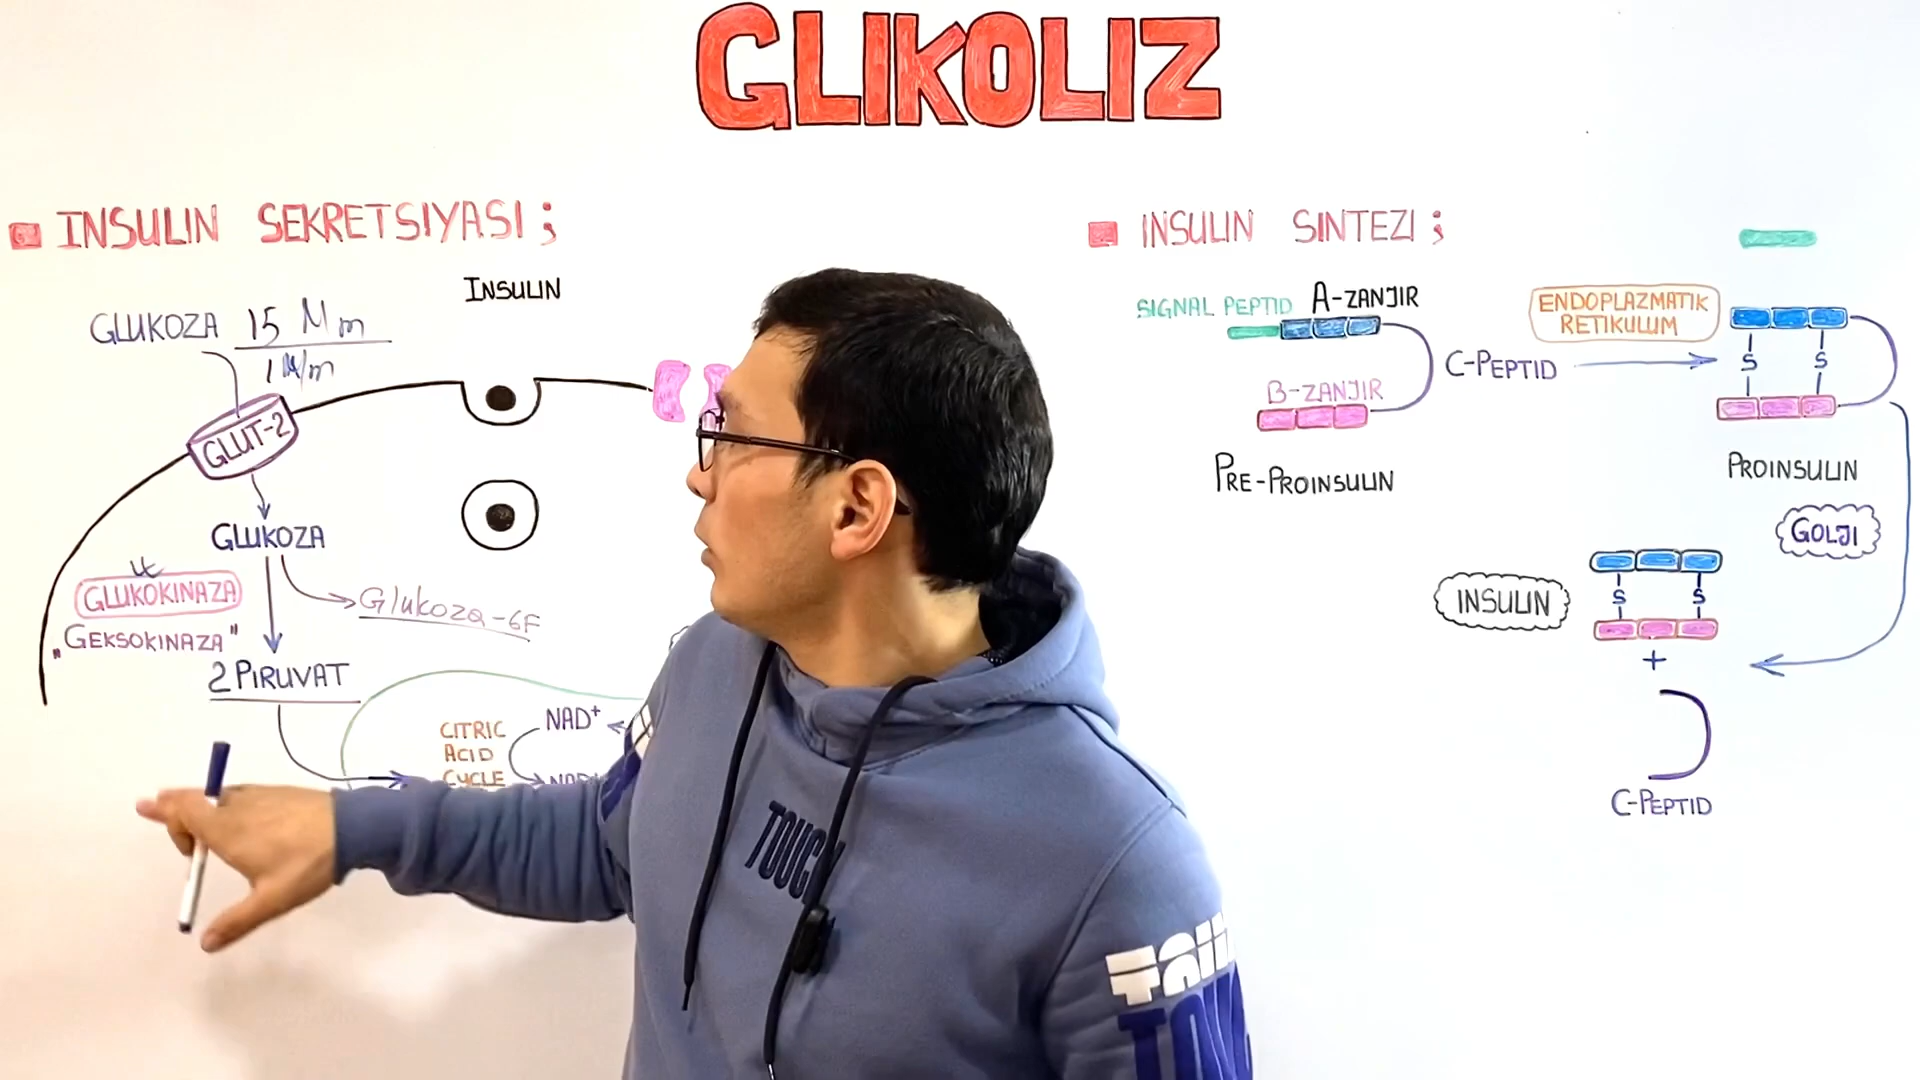 GLIKOLIZ
INSULIN SEKRETSIYASI;
INSULIN
GLUKOZA 15 Mm
GLUT-2
GLUKOZA
GLUKOKINAZA
"GEKSOKINAZA"
Glukoza-6F
2 PIRUVAT
CITRIC
ACID
CYCLE
NAD+
INSULIN SINTEZI;
SIGNAL PEPTID
A-ZANJIR
B-ZANJIR
C-PEPTID
PRE-PROINSULIN
ENDOPLAZMATIK
RETIKULUM
S S
PROINSULIN
GOLJI
INSULIN
S S
+
C-PEPTID
TOUCH